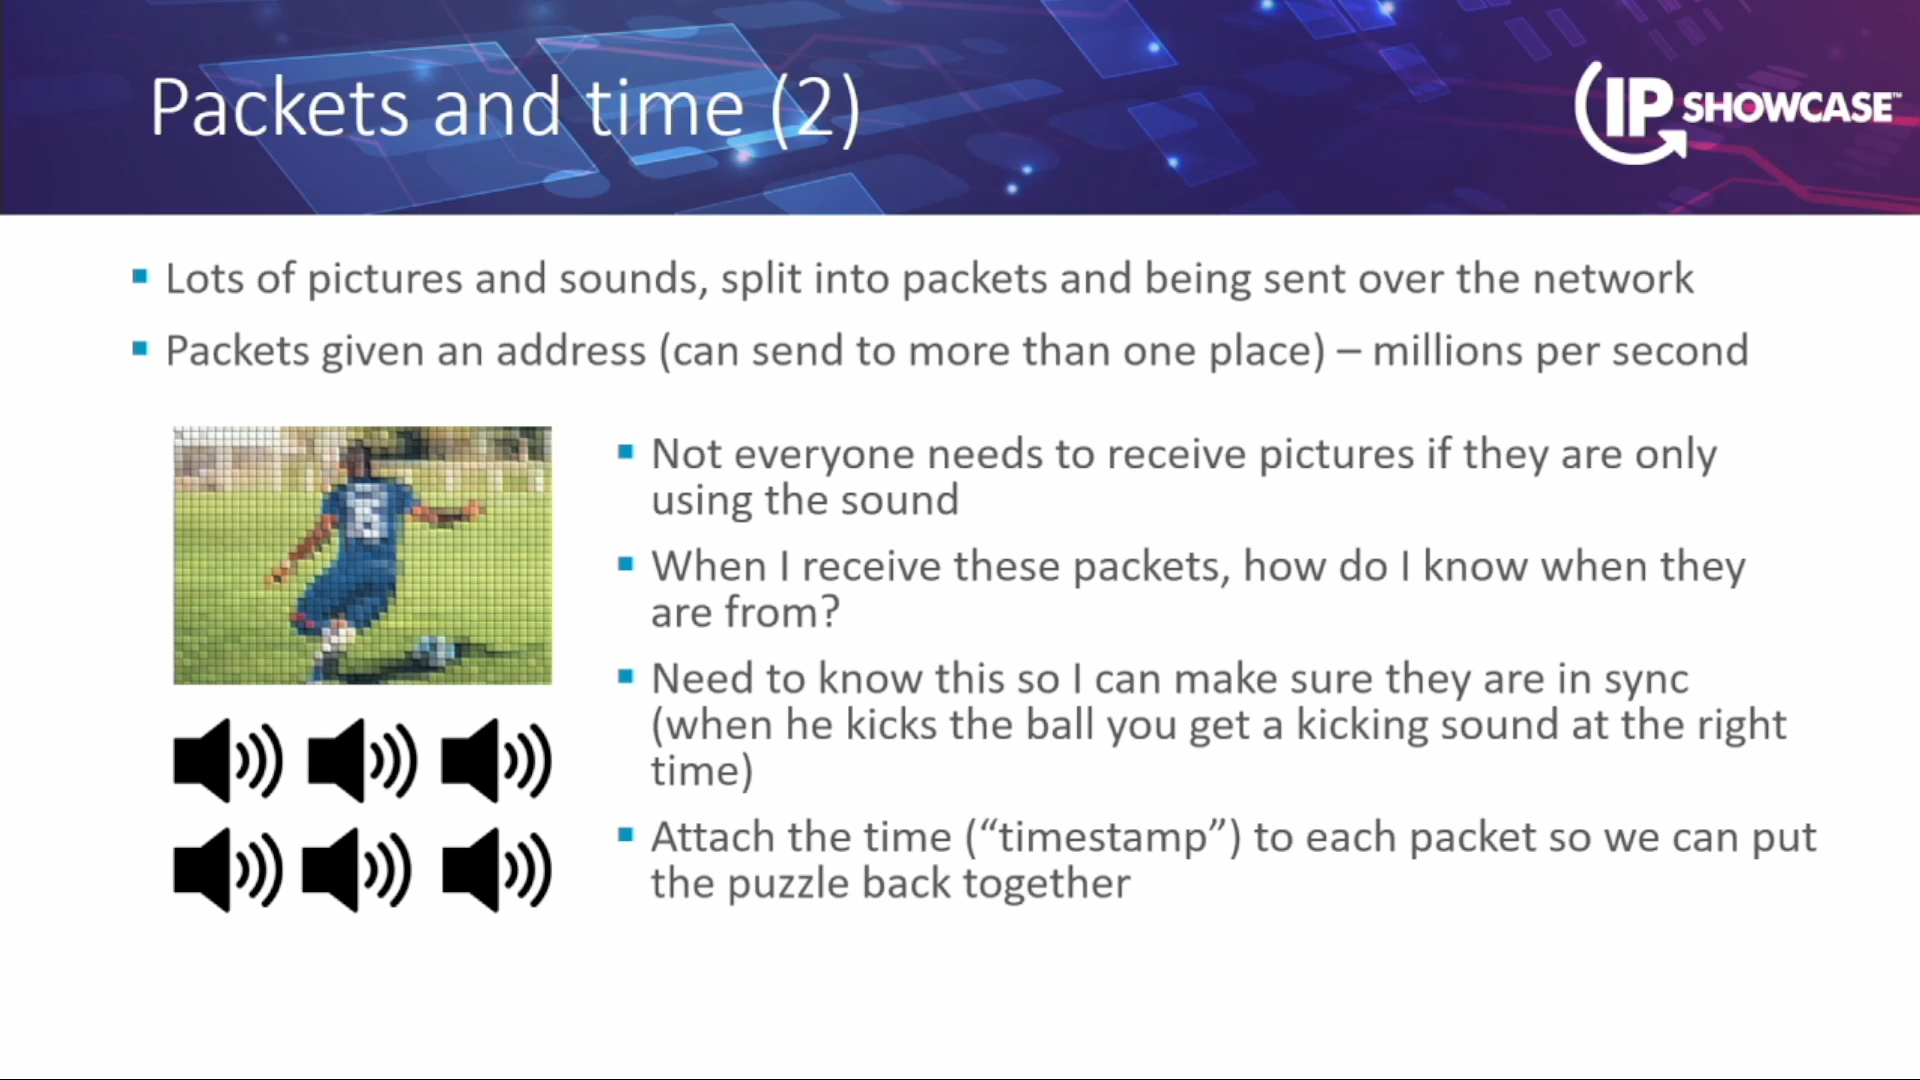 Packets and time (2)
IP SHOWCASE™
Lots of pictures and sounds, split into packets and being sent over the network
Packets given an address (can send to more than one place) – millions per second
8
Not everyone needs to receive pictures if they are only
using the sound
When I receive these packets, how do I know when they
are from?
Need to know this so I can make sure they are in sync
(when he kicks the ball you get a kicking sound at the right
time)
Attach the time (“timestamp”) to each packet so we can put
the puzzle back together